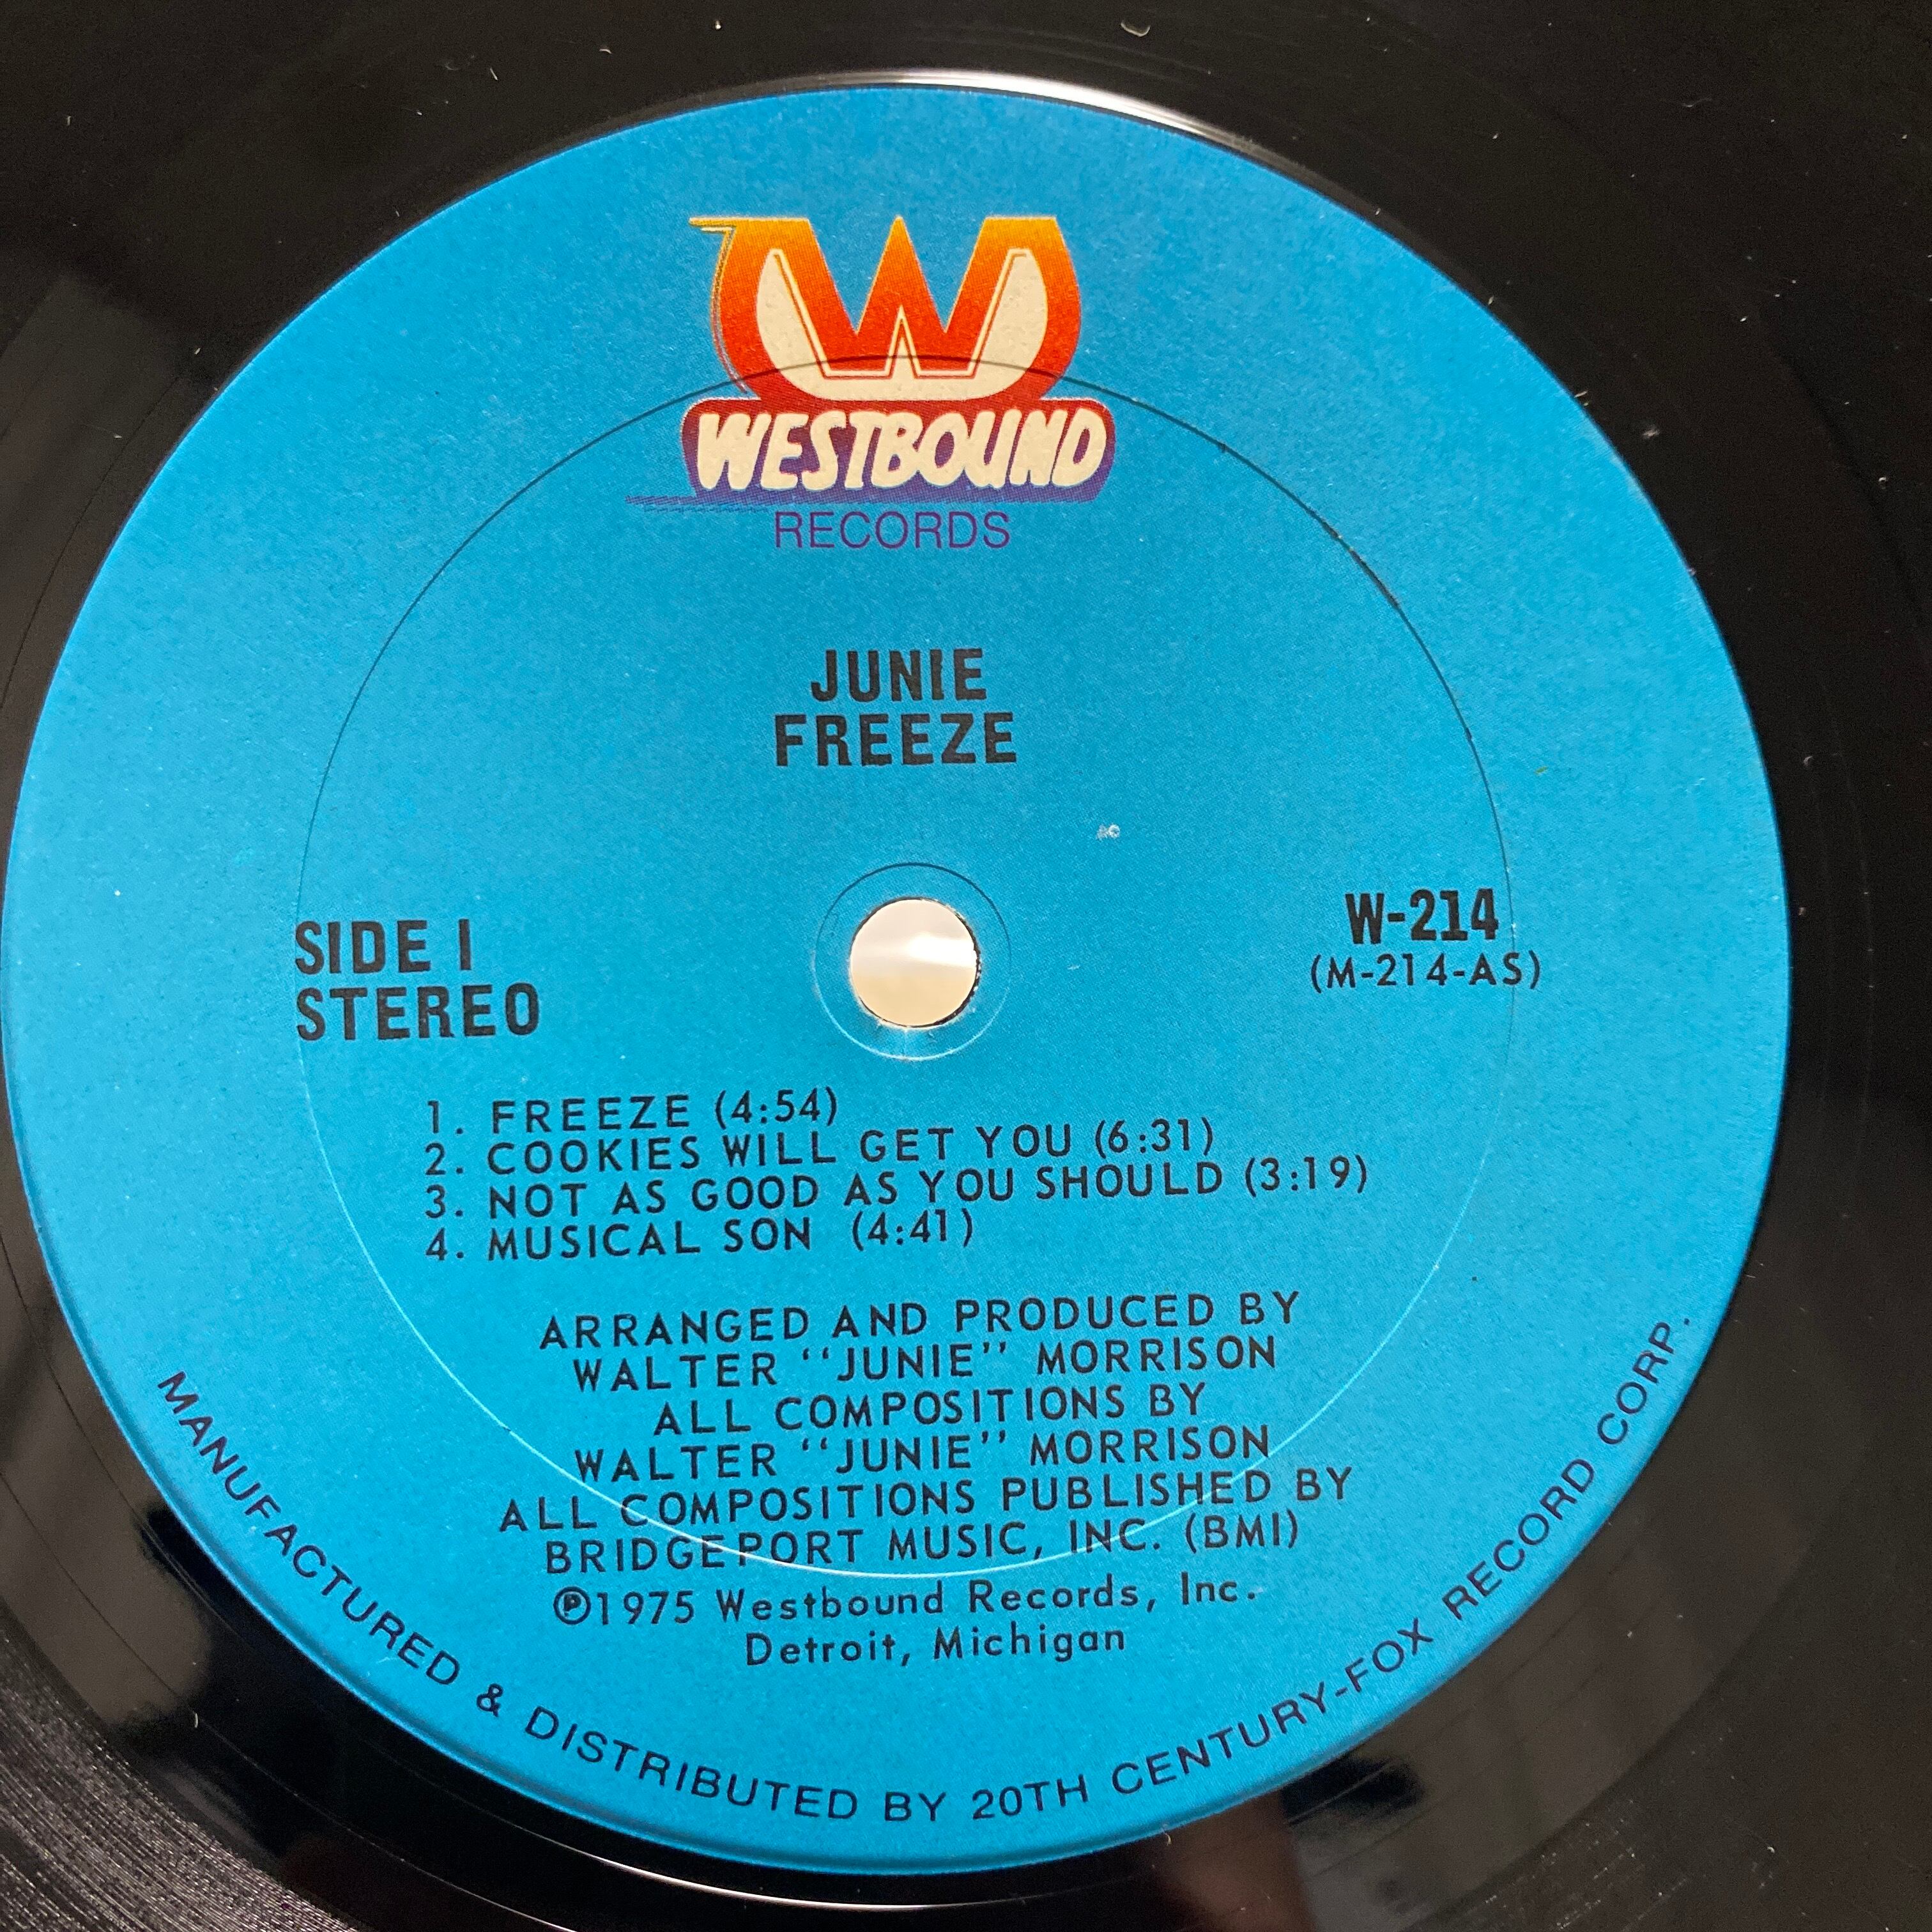 W
WESTBOUND
RECORDS
JUNIE
FREEZE
SIDE I
STEREO
W-214
(M-214-AS)
1. FREEZE (4:54)
2. COOKIES WILL GET YOU (6:31)
3. NOT AS GOOD AS YOU SHOULD (3:19)
4. MUSICAL SON (4:41)
ARRANGED AND PRODUCED BY
WALTER "JUNIE" MORRISON
ALL COMPOSITIONS BY
WALTER "JUNIE" MORRISON
ALL COMPOSITIONS PUBLISHED BY
BRIDGEPORT MUSIC, INC. (BMI)
℗1975 Westbound Records, Inc.
Detroit, Michigan
MANUFACTURED & DISTRIBUTED BY 20TH CENTURY-FOX RECORD CORP.